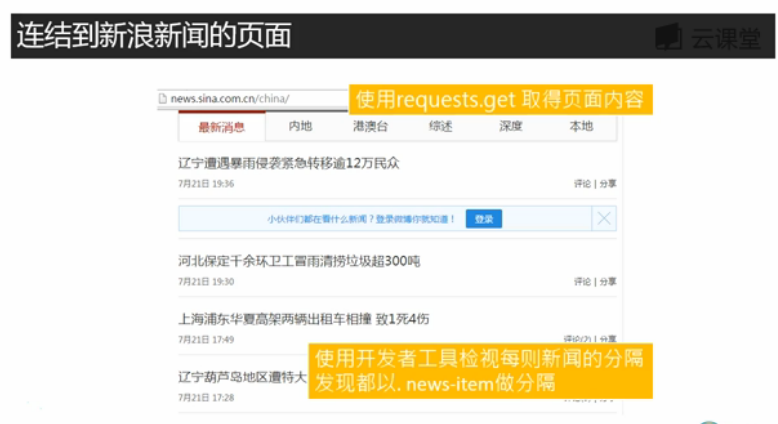 连结到新浪新闻的页面
云课堂
news.sina.com.cn/china/
使用requests.get 取得页面内容
最新消息 内地 港澳台 综述 深度 本地
辽宁遭遇暴雨侵袭紧急转移逾12万民众
7月21日 19:36 评论 | 分享
小伙伴们都在看什么新闻?登录微博你就知道! 登录
河北保定千余环卫工冒雨清捞垃圾超300吨
7月21日 19:30 评论 | 分享
上海浦东华夏高架两辆出租车相撞 致1死4伤
7月21日 17:49 评论(2) | 分享
使用开发者工具检视每则新闻的分隔
发现都以. news-item做分隔
辽宁葫芦岛地区遭特大
7月21日 17:28